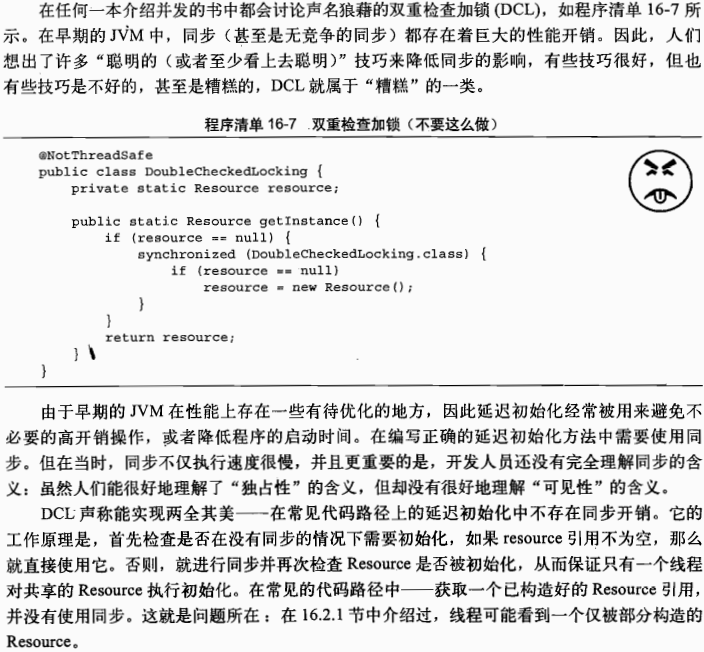 在任何一本介绍并发的书中都会讨论声名狼藉的双重检查加锁 (DCL)，如程序清单 16-7 所
示。在早期的 JVM 中，同步（甚至是无竞争的同步）都存在着巨大的性能开销。因此，人们
想出了许多“聪明的（或者至少看上去聪明）”技巧来降低同步的影响，有些技巧很好，但也
有些技巧是不好的，甚至是糟糕的，DCL 就属于“糟糕”的一类。
程序清单 16-7 双重检查加锁（不要这么做）
@NotThreadSafe
public class DoubleCheckedLocking {
    private static Resource resource;
    public static Resource getInstance() {
        if (resource == null) {
            synchronized (DoubleCheckedLocking.class) {
                if (resource == null)
                    resource = new Resource();
            }
        }
        return resource;
    }
}
由于早期的 JVM 在性能上存在一些有待优化的地方，因此延迟初始化经常被用来避免不
必要的高开销操作，或者降低程序的启动时间。在编写正确的延迟初始化方法中需要使用同
步。但在当时，同步不仅执行速度很慢，并且更重要的是，开发人员还没有完全理解同步的含
义：虽然人们能很好地理解了“独占性”的含义，但却没有很好地理解“可见性”的含义。
DCL 声称能实现两全其美——在常见代码路径上的延迟初始化中不存在同步开销。它的
工作原理是，首先检查是否在没有同步的情况下需要初始化，如果 resource 引用不为空，那么
就直接使用它。否则，就进行同步并再次检查 Resource 是否被初始化，从而保证只有一个线程
对共享的 Resource 执行初始化。在常见的代码路径中——获取一个已构造好的 Resource 引用，
并没有使用同步。这就是问题所在：在 16.2.1 节中介绍过，线程可能看到一个仅被部分构造的
Resource。